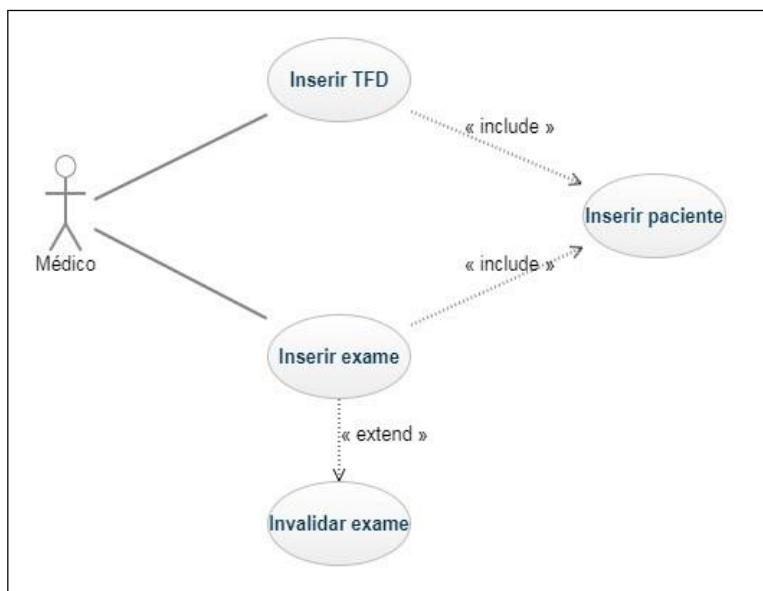 Inserir TFD
« include »
Inserir paciente
Médico
« include »
Inserir exame
« extend »
Invalidar exame